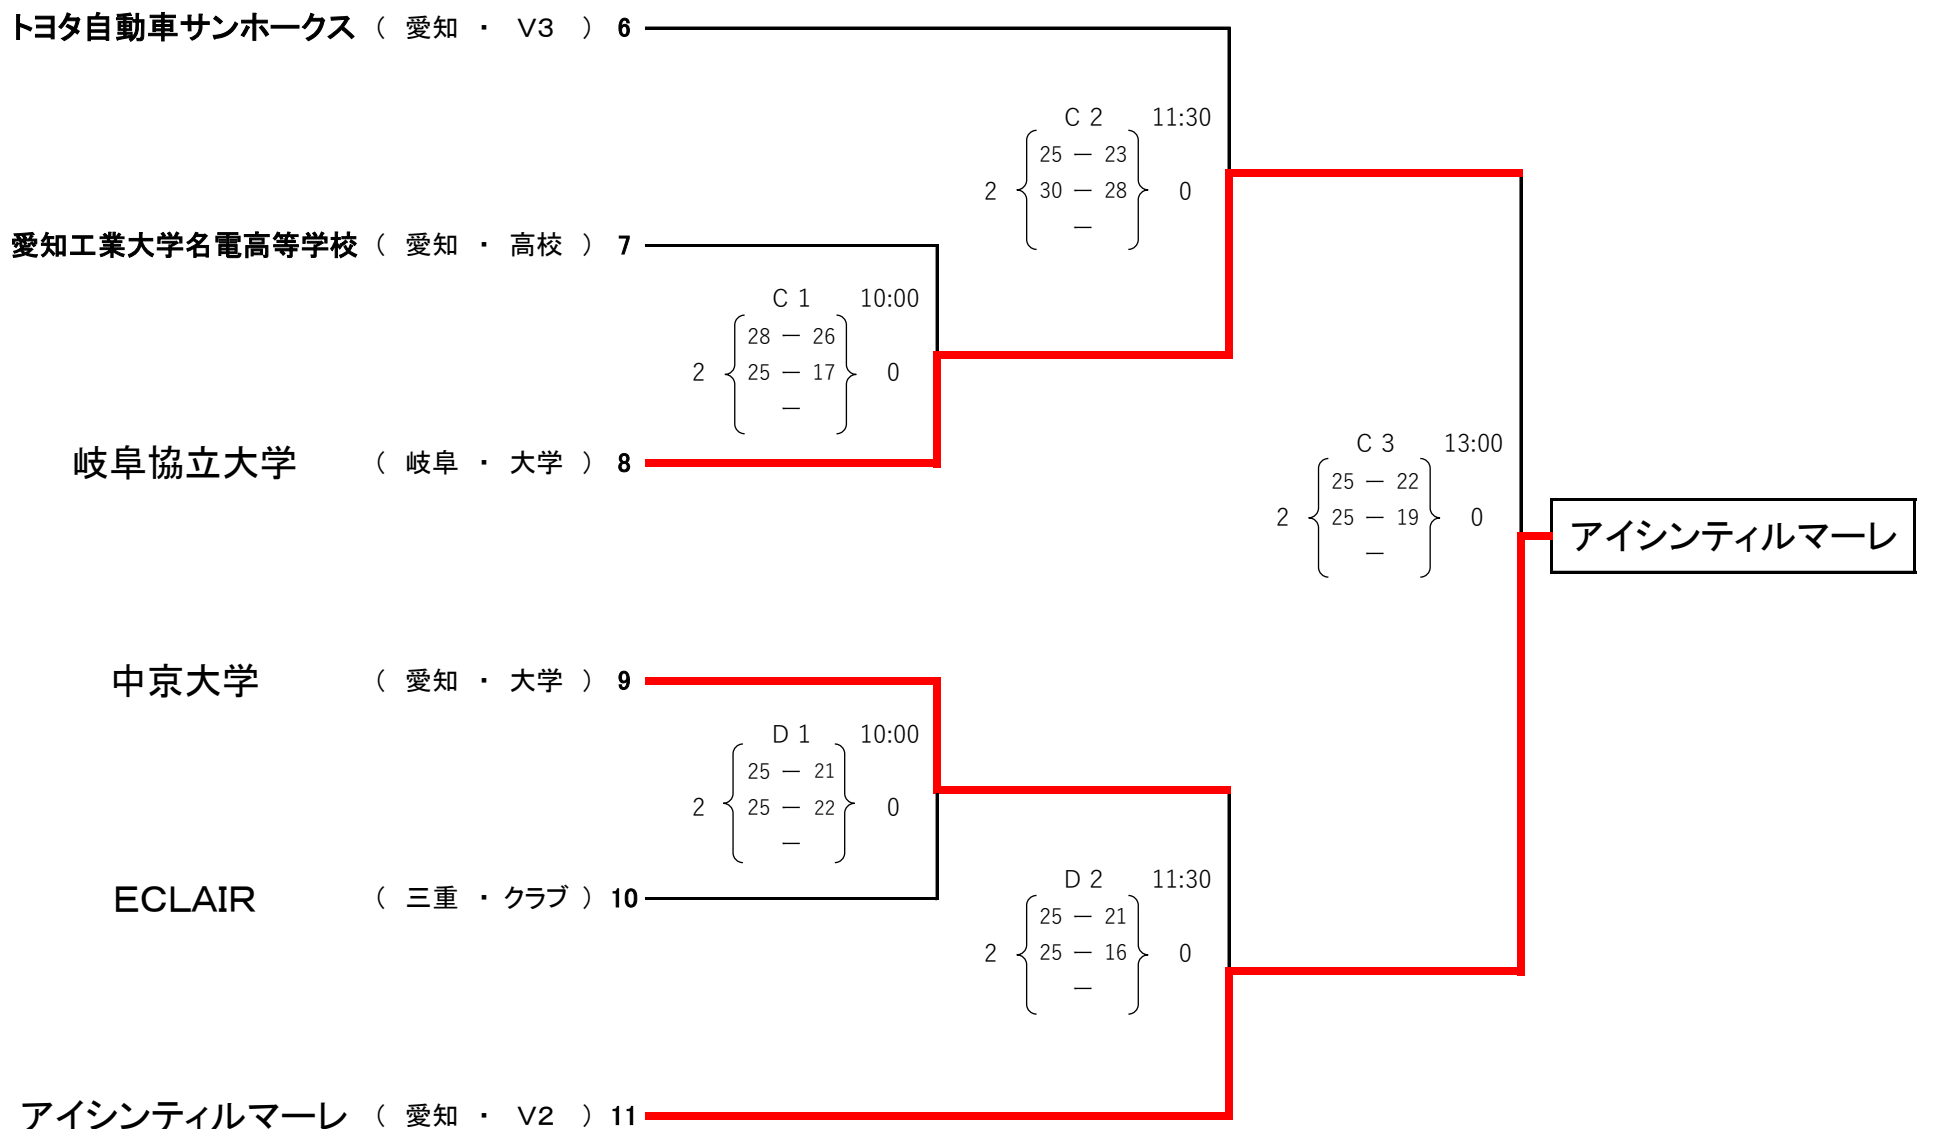 トヨタ自動車サンホークス （ 愛知 ・ V3 ） 6
C 2 11:30
25 － 23
2 30 － 28 0
－
愛知工業大学名電高等学校 （ 愛知 ・ 高校 ） 7
C 1 10:00
28 － 26
2 25 － 17 0
－
岐阜協立大学 （ 岐阜 ・ 大学 ） 8
C 3 13:00
25 － 22
2 25 － 19 0
－
アイシンティルマーレ
中京大学 （ 愛知 ・ 大学 ） 9
D 1 10:00
25 － 21
2 25 － 22 0
－
ECLAIR （ 三重 ・ クラブ ） 10
D 2 11:30
25 － 21
2 25 － 16 0
－
アイシンティルマーレ （ 愛知 ・ V2 ） 11